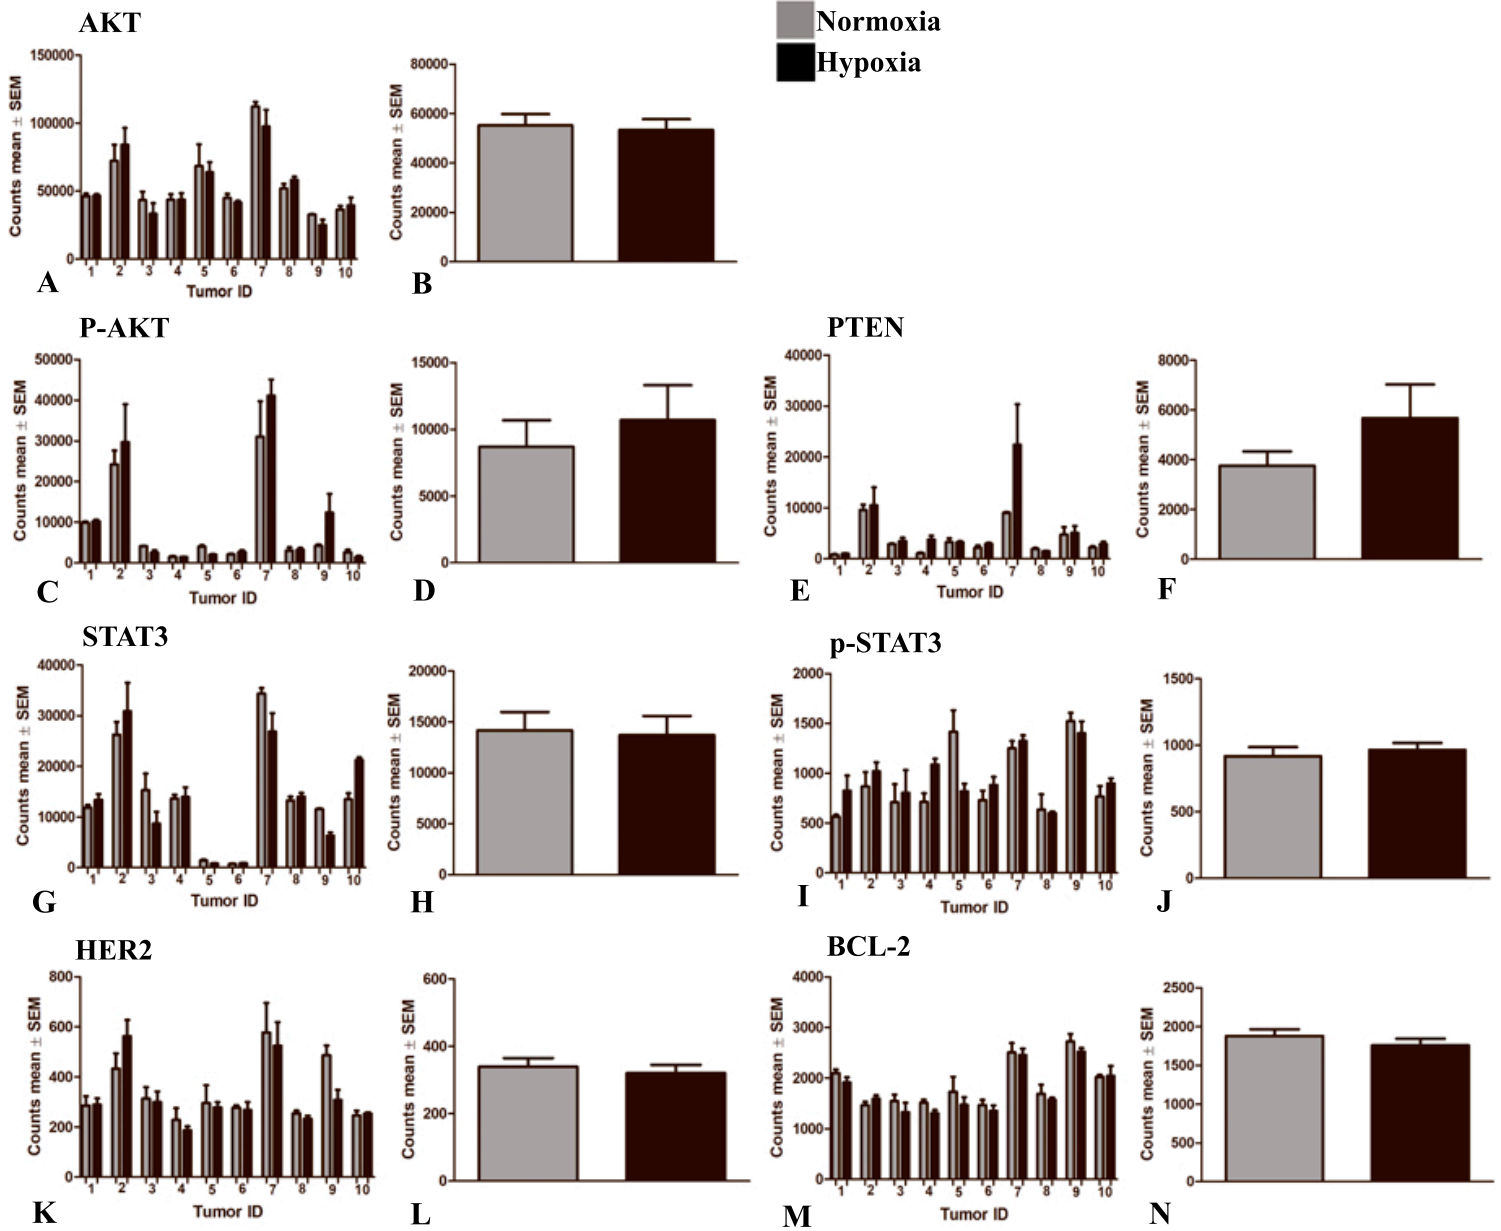 AKT
Normoxia
Hypoxia
Counts mean ± SEM
150000
100000
50000
0
1 2 3 4 5 6 7 8 9 10
Tumor ID
A
Counts mean ± SEM
80000
60000
40000
20000
0
B
P-AKT
Counts mean ± SEM
50000
40000
30000
20000
10000
0
1 2 3 4 5 6 7 8 9 10
Tumor ID
C
Counts mean ± SEM
15000
10000
5000
0
D
PTEN
Counts mean ± SEM
40000
30000
20000
10000
0
1 2 3 4 5 6 7 8 9 10
Tumor ID
E
Counts mean ± SEM
8000
6000
4000
2000
0
F
STAT3
Counts mean ± SEM
40000
30000
20000
10000
0
1 2 3 4 5 6 7 8 9 10
Tumor ID
G
Counts mean ± SEM
20000
15000
10000
5000
0
H
p-STAT3
Counts mean ± SEM
2000
1500
1000
500
0
1 2 3 4 5 6 7 8 9 10
Tumor ID
I
Counts mean ± SEM
1500
1000
500
0
J
HER2
Counts mean ± SEM
800
600
400
200
0
1 2 3 4 5 6 7 8 9 10
Tumor ID
K
Counts mean ± SEM
600
400
200
0
L
BCL-2
Counts mean ± SEM
4000
3000
2000
1000
0
1 2 3 4 5 6 7 8 9 10
Tumor ID
M
Counts mean ± SEM
2500
2000
1500
1000
500
0
N